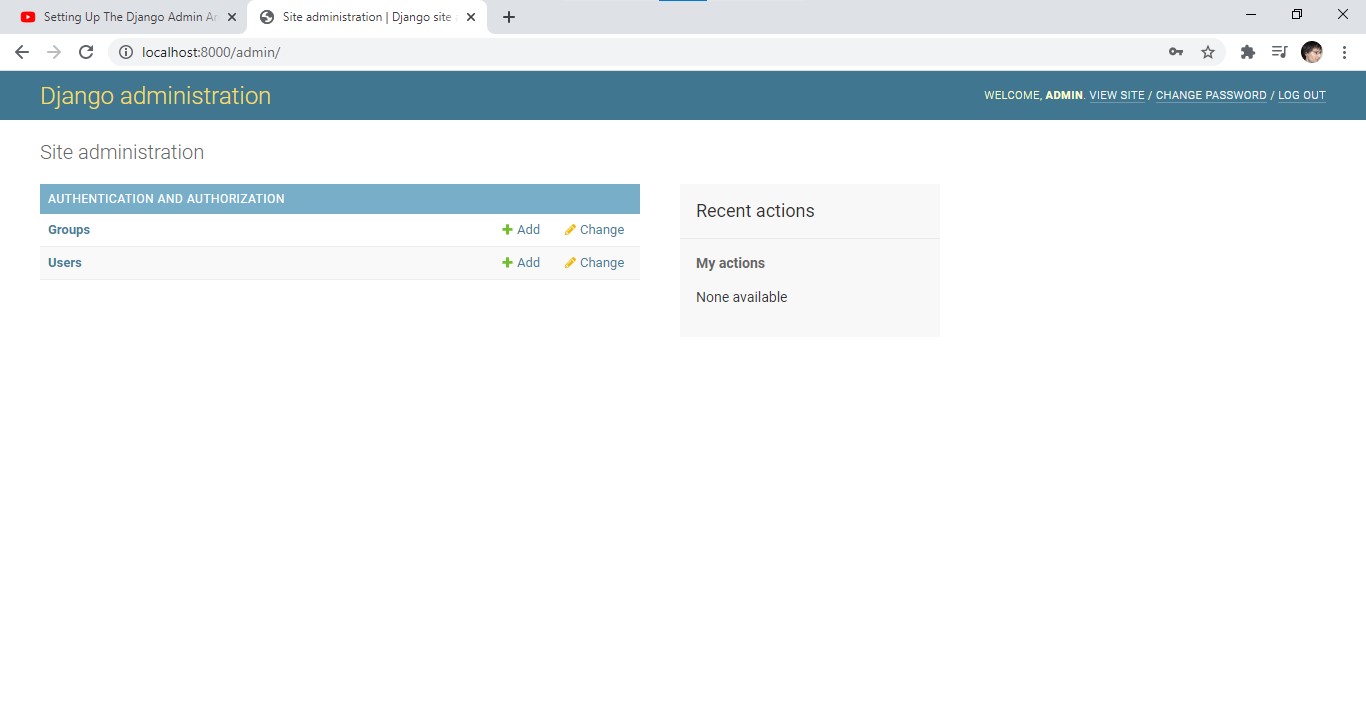 Setting Up The Django Admin Ar
Site administration | Django site
localhost:8000/admin/
Django administration
WELCOME, ADMIN. VIEW SITE / CHANGE PASSWORD / LOG OUT
Site administration
AUTHENTICATION AND AUTHORIZATION
Groups Add Change
Users Add Change
Recent actions
My actions
None available